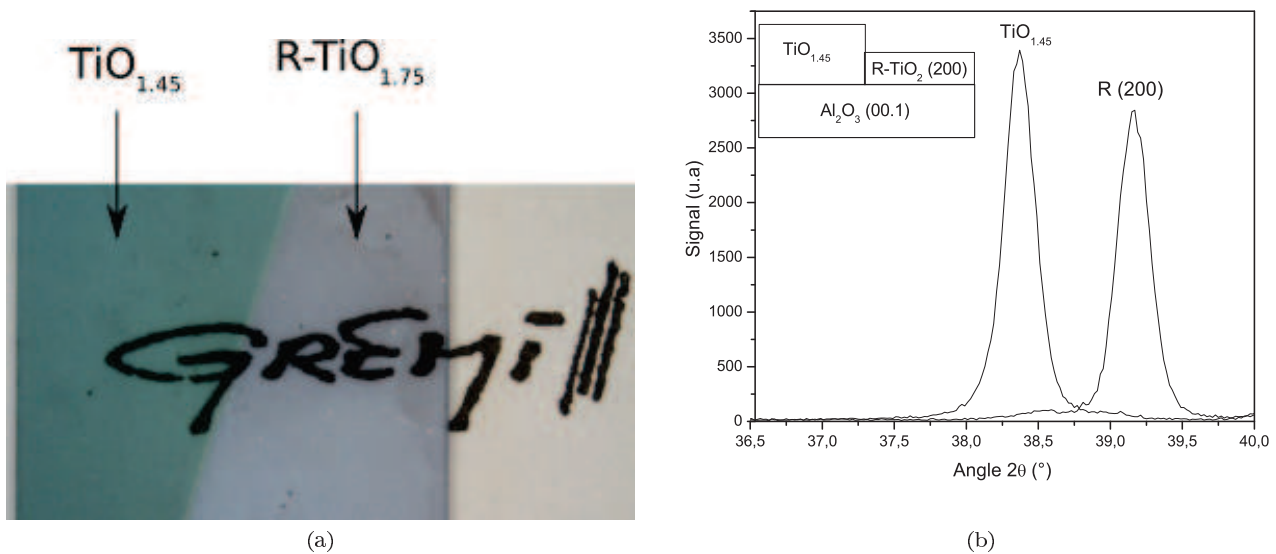 TiO1.45
R-TiO1.75
GREMi
(a)
3500
3000
2500
2000
1500
1000
500
0
Signal (u.a)
TiO1.45
R-TiO2 (200)
Al2O3 (00.1)
TiO1.45
R (200)
36,5 37,0 37,5 38,0 38,5 39,0 39,5 40,0
Angle 2θ (°)
(b)